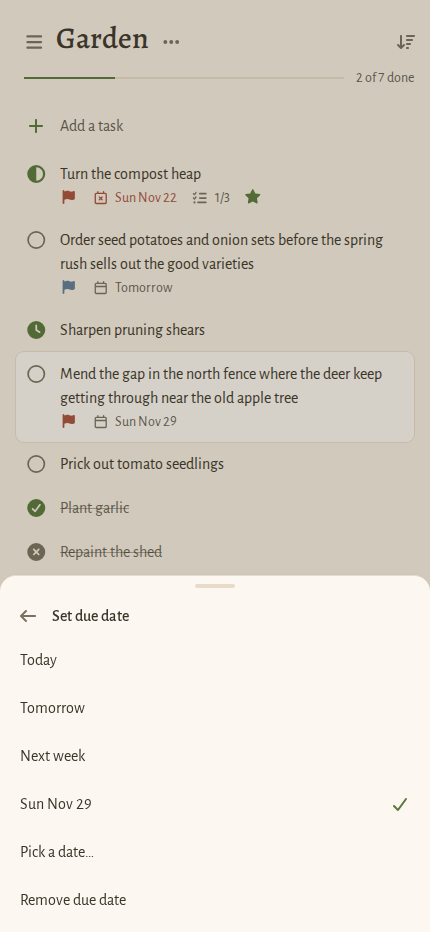 Garden
2 of 7 done
Add a task
Turn the compost heap
Sun Nov 22 1/3
Order seed potatoes and onion sets before the spring
rush sells out the good varieties
Tomorrow
Sharpen pruning shears
Mend the gap in the north fence where the deer keep
getting through near the old apple tree
Sun Nov 29
Prick out tomato seedlings
Plant garlic
Repaint the shed
Set due date
Today
Tomorrow
Next week
Sun Nov 29
Pick a date...
Remove due date